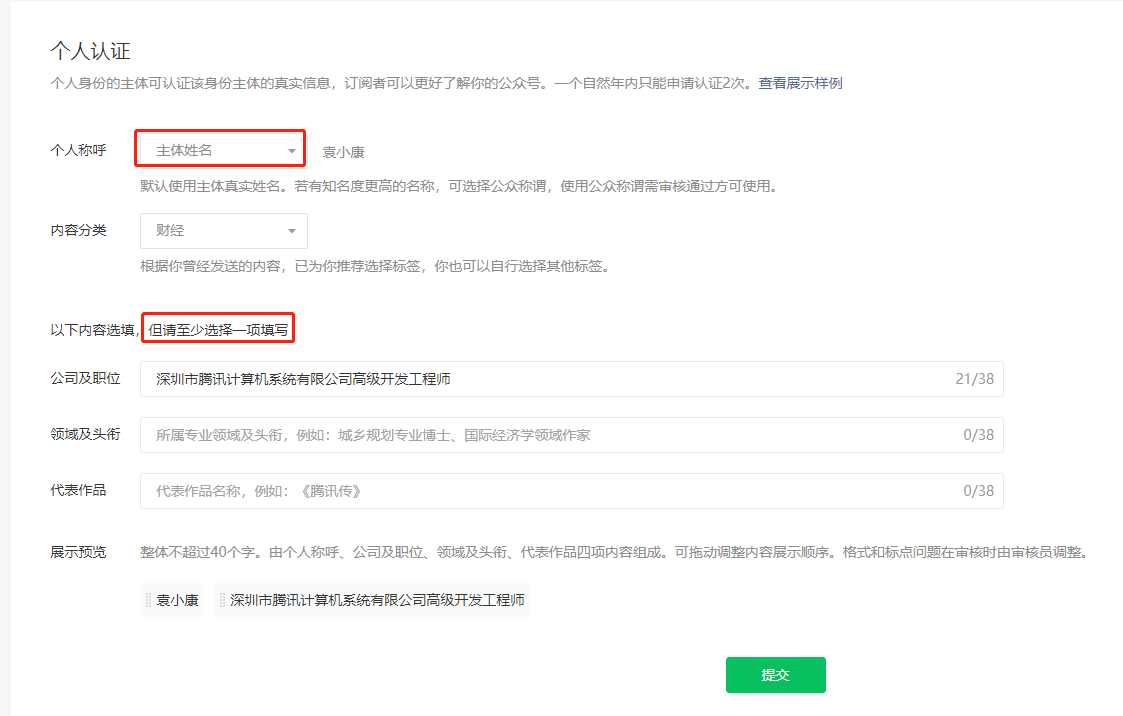 个人认证
个人身份的主体可认证该身份主体的真实信息，订阅者可以更好了解你的公众号。一个自然年内只能申请认证2次。查看展示样例
个人称呼 主体姓名 袁小康
默认使用主体真实姓名。若有知名度更高的名称，可选择公众称谓，使用公众称谓需审核通过方可使用。
内容分类 财经
根据你曾经发送的内容，已为你推荐选择标签，你也可以自行选择其他标签。
以下内容选填，但请至少选择一项填写
公司及职位 深圳市腾讯计算机系统有限公司高级开发工程师 21/38
领域及头衔 所属专业领域及头衔，例如：城乡规划专业博士、国际经济学领域作家 0/38
代表作品 代表作品名称，例如：《腾讯传》 0/38
展示预览 整体不超过40个字。由个人称呼、公司及职位、领域及头衔、代表作品四项内容组成。可拖动调整内容展示顺序。格式和标点问题在审核时由审核员调整。
袁小康 深圳市腾讯计算机系统有限公司高级开发工程师
提交